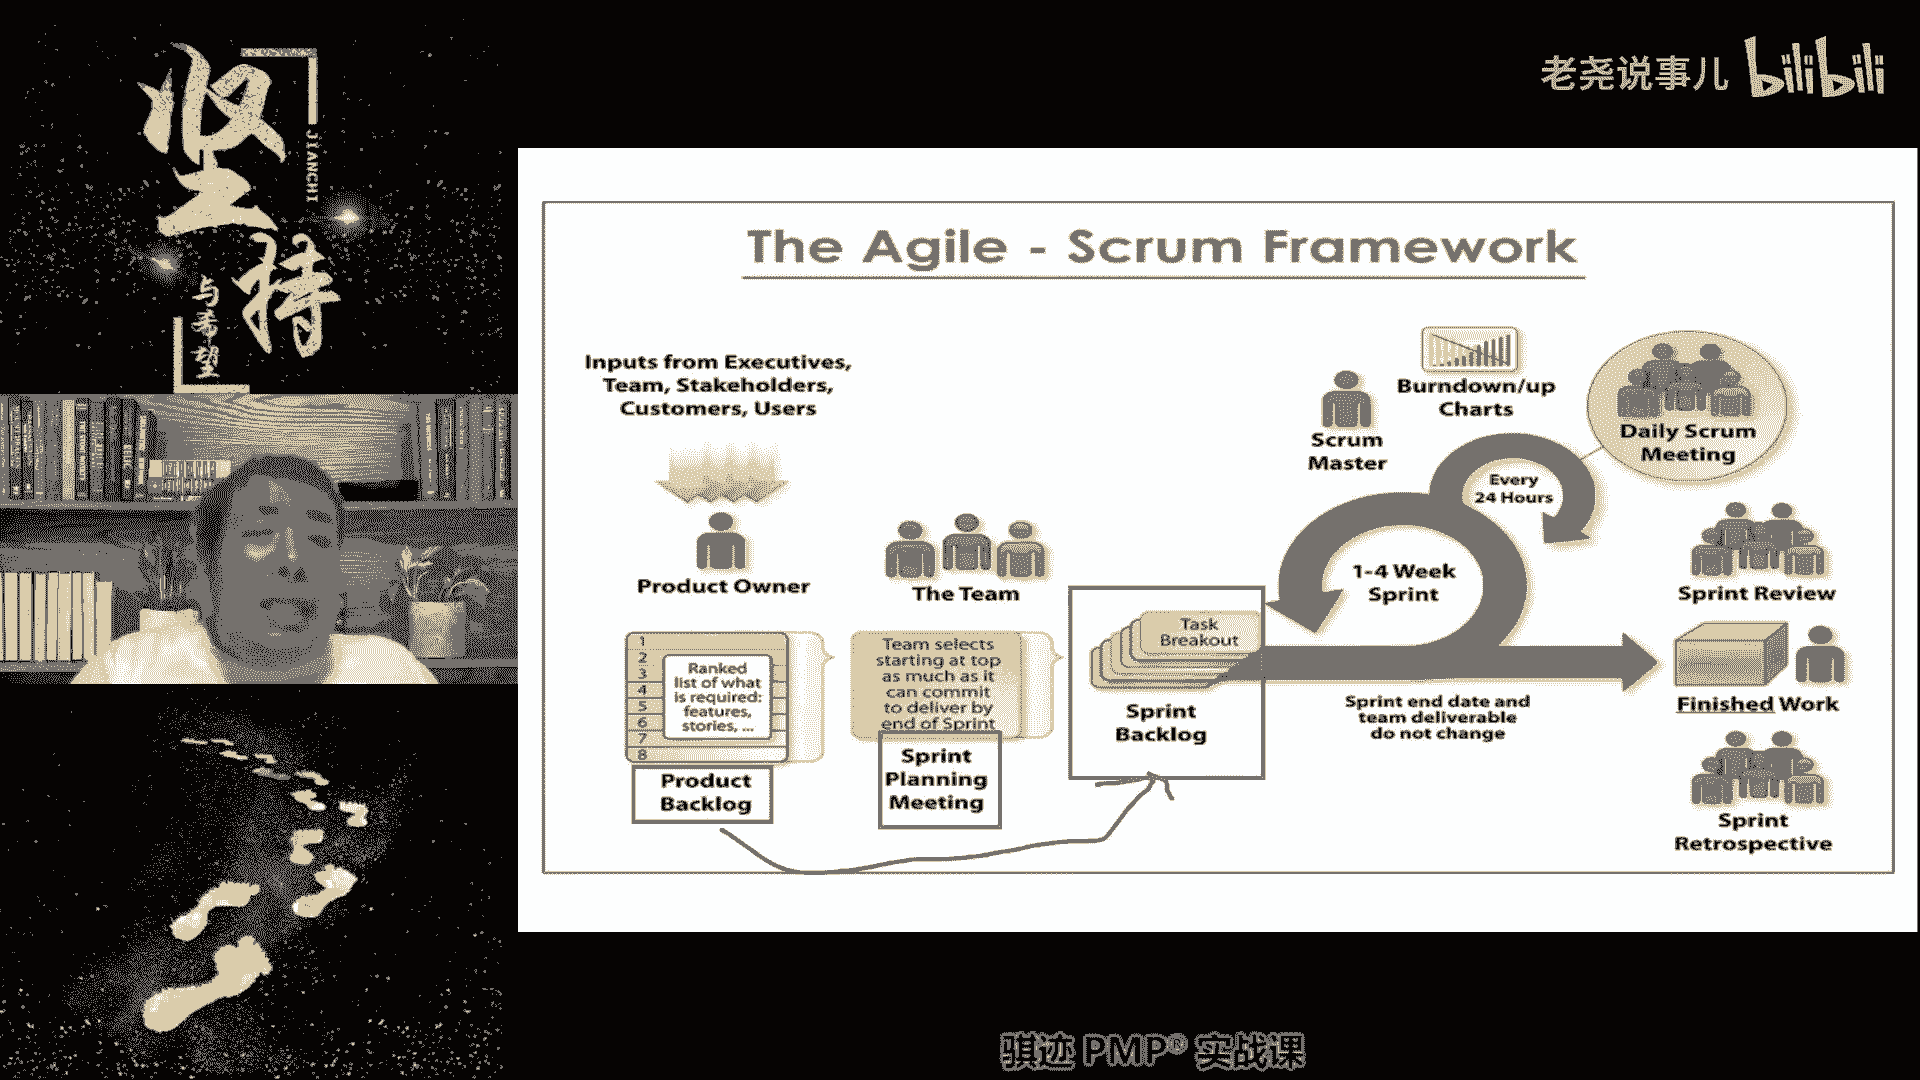 坚持
JIANCHI
与希望
老尧说事儿 bilibili
The Agile - Scrum Framework
Inputs from Executives,
Team, Stakeholders,
Customers, Users
Product Owner
The Team
1
2
3
4
5
6
7
8
Ranked
list of what
is required:
features,
stories, ...
Product
Backlog
Team selects
starting at top
as much as it
can commit
to deliver by
end of Sprint
Sprint
Planning
Meeting
Task
Breakout
Sprint
Backlog
Scrum
Master
Burndown/up
Charts
Every
24 Hours
Daily Scrum
Meeting
1-4 Week
Sprint
Sprint end date and
team deliverable
do not change
Sprint Review
Finished Work
Sprint
Retrospective
骐迹 PMP® 实战课